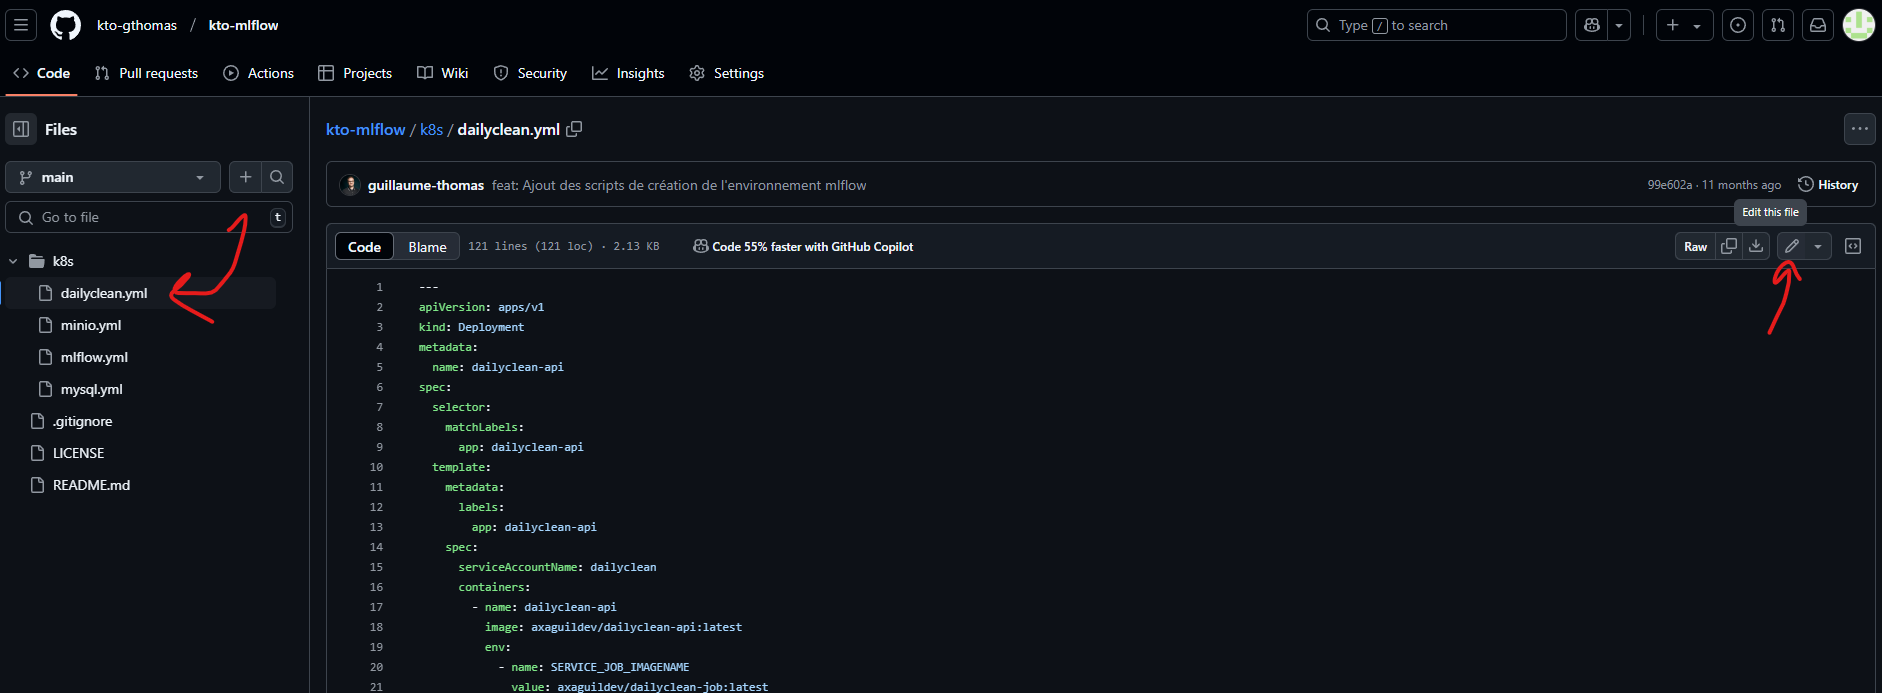 kto-gthomas / kto-mlflow
Type / to search
Code
Pull requests
Actions
Projects
Wiki
Security
Insights
Settings
Files
main
Go to file
t
k8s
dailyclean.yml
minio.yml
mlflow.yml
mysql.yml
.gitignore
LICENSE
README.md
kto-mlflow / k8s / dailyclean.yml
guillaume-thomas feat: Ajout des scripts de création de l'environnement mlflow
99e602a · 11 months ago
History
Edit this file
Code
Blame
121 lines (121 loc) · 2.13 KB
Code 55% faster with GitHub Copilot
Raw
1 ---
2 apiVersion: apps/v1
3 kind: Deployment
4 metadata:
5   name: dailyclean-api
6 spec:
7   selector:
8     matchLabels:
9       app: dailyclean-api
10   template:
11     metadata:
12       labels:
13         app: dailyclean-api
14     spec:
15       serviceAccountName: dailyclean
16       containers:
17         - name: dailyclean-api
18           image: axaguildev/dailyclean-api:latest
19           env:
20             - name: SERVICE_JOB_IMAGENAME
21               value: axaguildev/dailyclean-job:latest